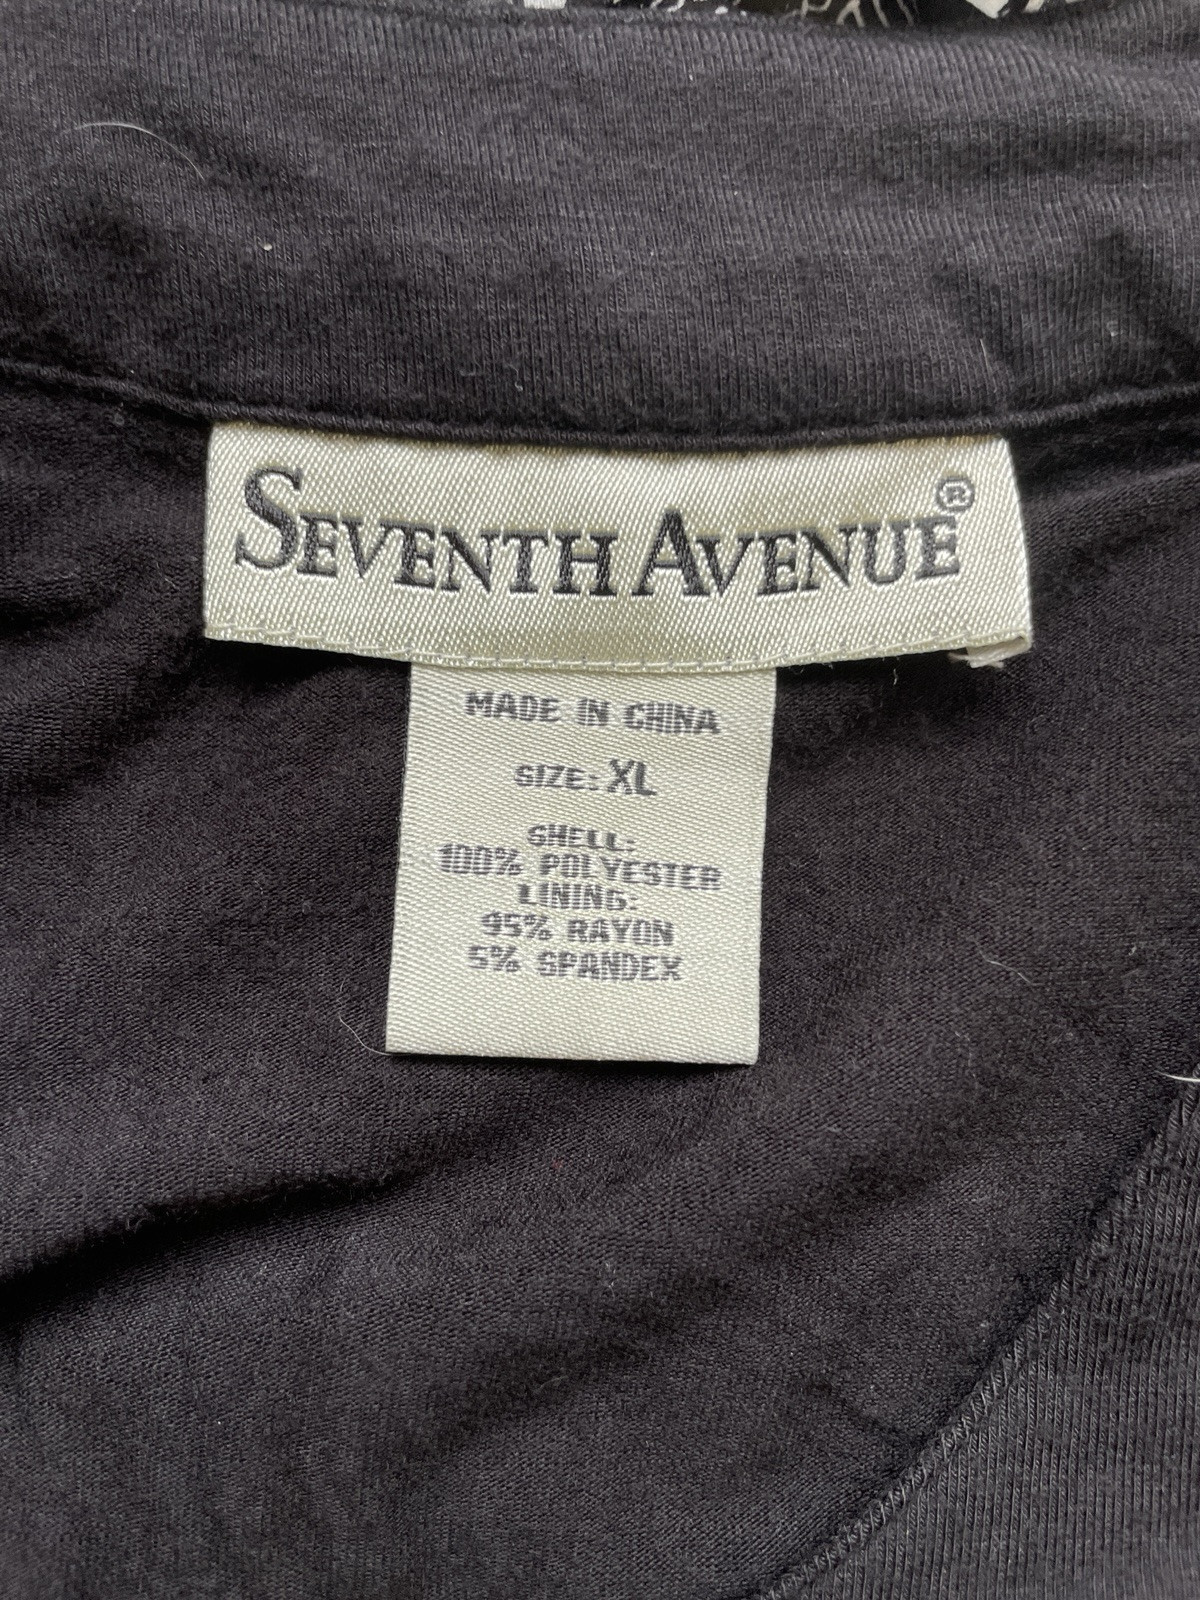 SEVENTH AVENUE®
MADE IN CHINA
SIZE: XL
SHELL:
100% POLYESTER
LINING:
95% RAYON
5% SPANDEX